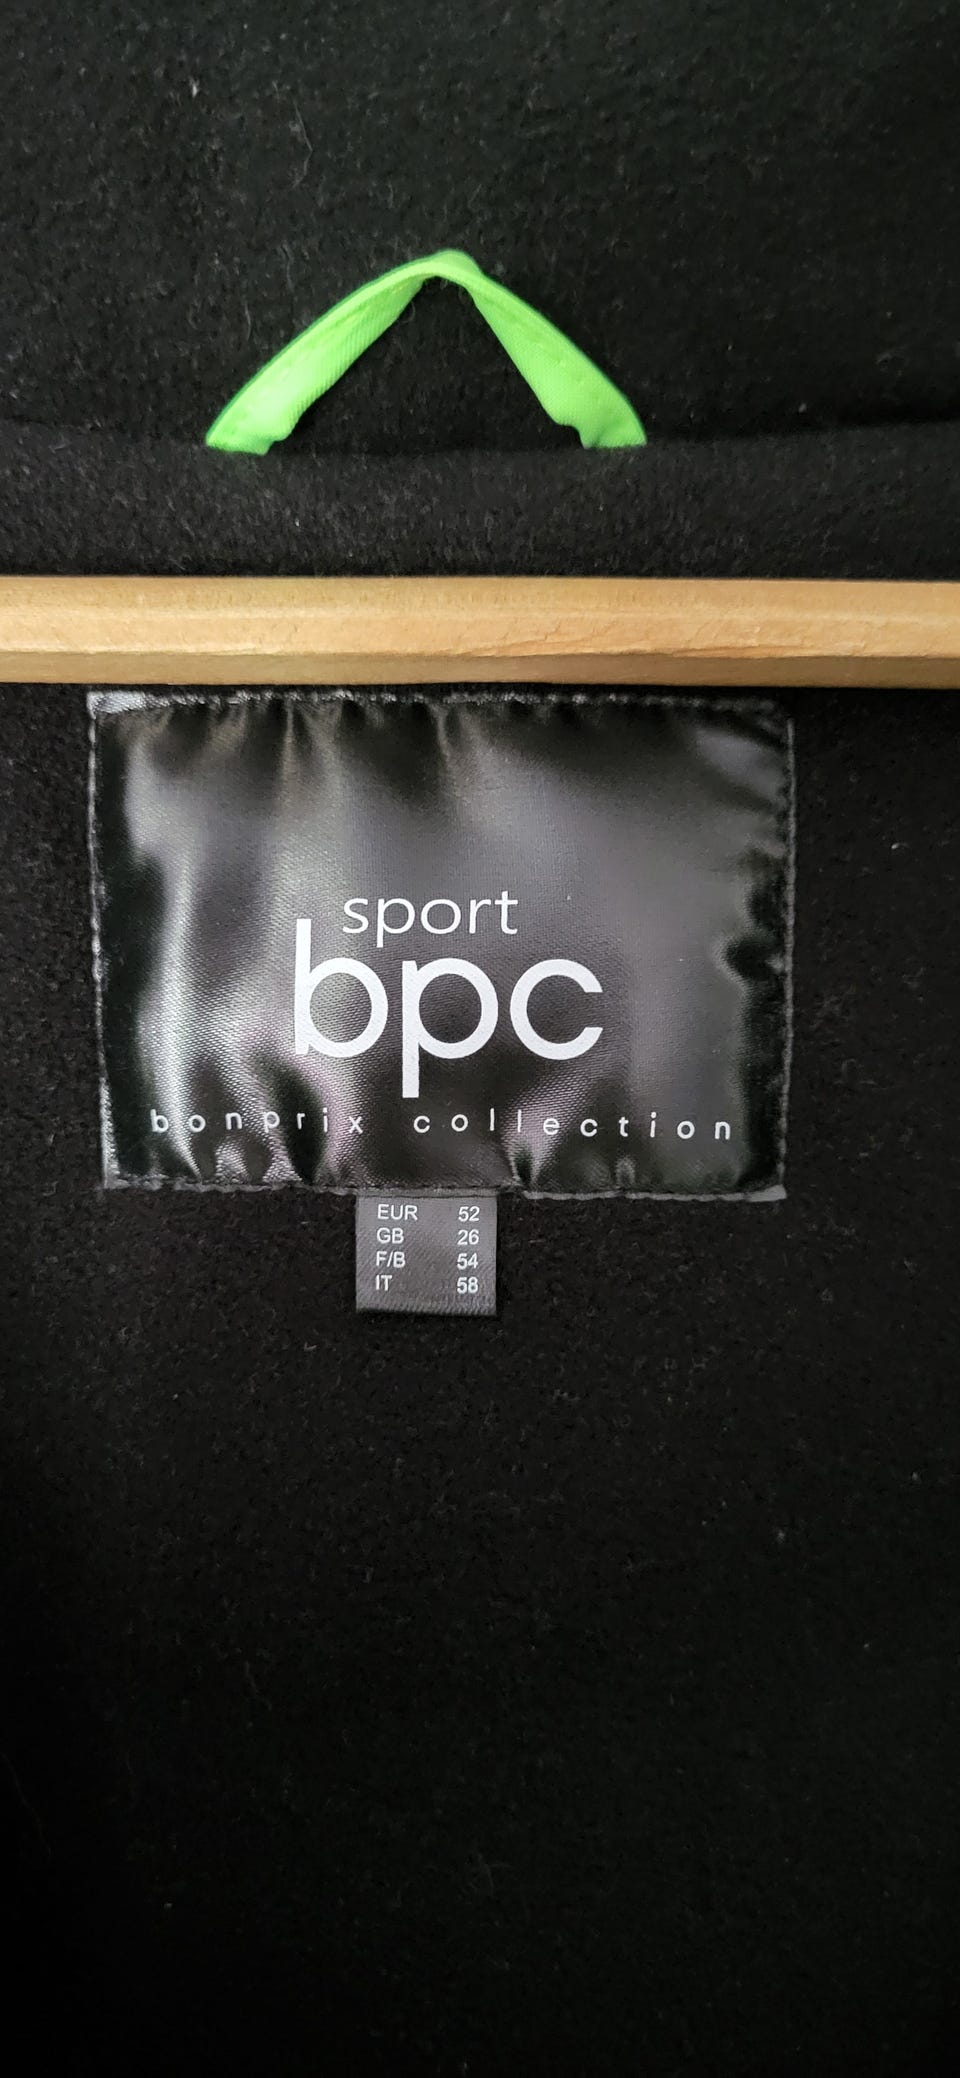 sport
bpc
bonprix collection
EUR 52
GB 26
F/B 54
IT 58